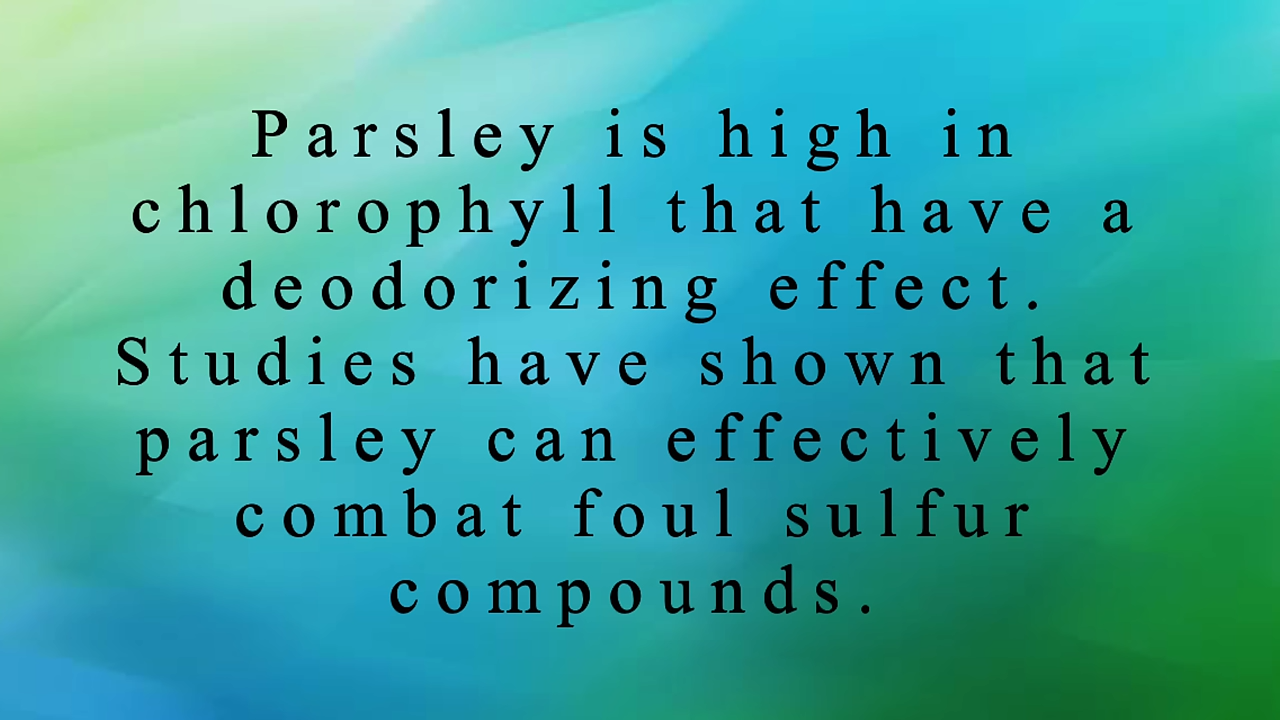 Parsley is high in
chlorophyll that have a
deodorizing effect.
Studies have shown that
parsley can effectively
combat foul sulfur
compounds.